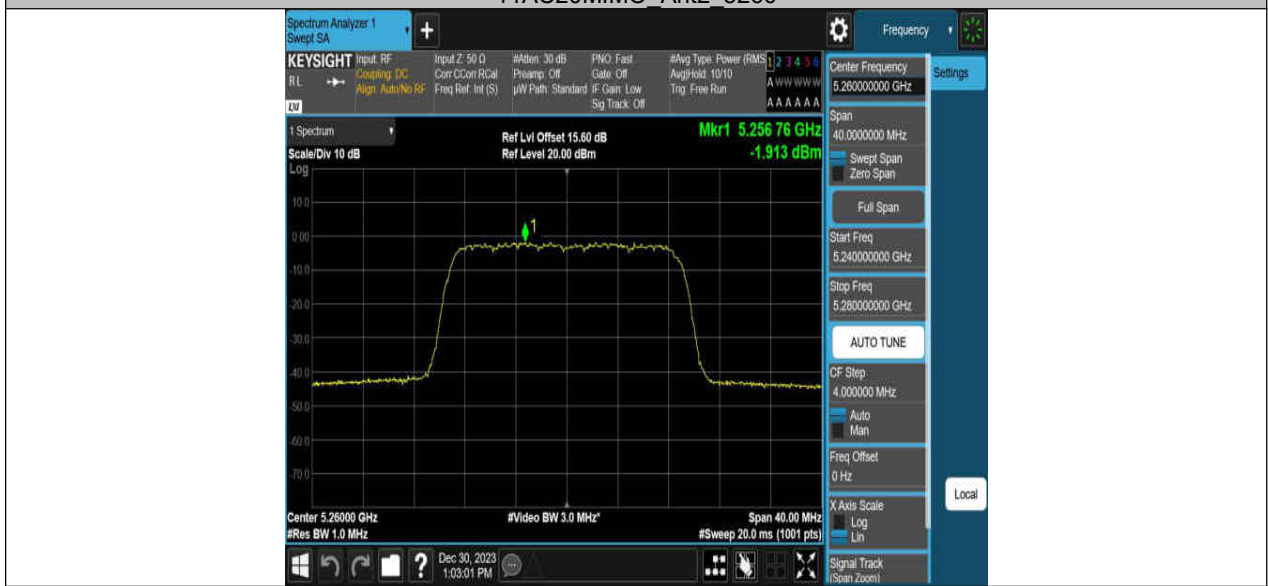 11AC20MIMO_Ant2_5260
Spectrum Analyzer 1
Swept SA
+
Frequency
KEYSIGHT
RL
LXI
Input: RF
Coupling: DC
Align: Auto/No RF
Input Z: 50 Ω
Corr CCorr RCal
Freq Ref: Int (S)
#Atten: 30 dB
Preamp: Off
µW Path: Standard
PNO: Fast
Gate: Off
IF Gain: Low
Sig Track: Off
#Avg Type: Power (RMS
Avg|Hold: 10/10
Trig: Free Run
1 2 3 4 5 6
A W W W W W
A A A A A A
Center Frequency
5.260000000 GHz
Settings
Span
40.0000000 MHz
Swept Span
Zero Span
Full Span
Start Freq
5.240000000 GHz
Stop Freq
5.280000000 GHz
AUTO TUNE
CF Step
4.000000 MHz
Auto
Man
Freq Offset
0 Hz
X Axis Scale
Log
Lin
Signal Track
(Span Zoom)
Local
1 Spectrum
Scale/Div 10 dB
Log
Ref Lvl Offset 15.60 dB
Ref Level 20.00 dBm
Mkr1 5.256 76 GHz
-1.913 dBm
10.0
0.00
-10.0
-20.0
-30.0
-40.0
-50.0
-60.0
-70.0
1
Center 5.26000 GHz
#Res BW 1.0 MHz
#Video BW 3.0 MHz*
Span 40.00 MHz
#Sweep 20.0 ms (1001 pts)
?
Dec 30, 2023
1:03:01 PM